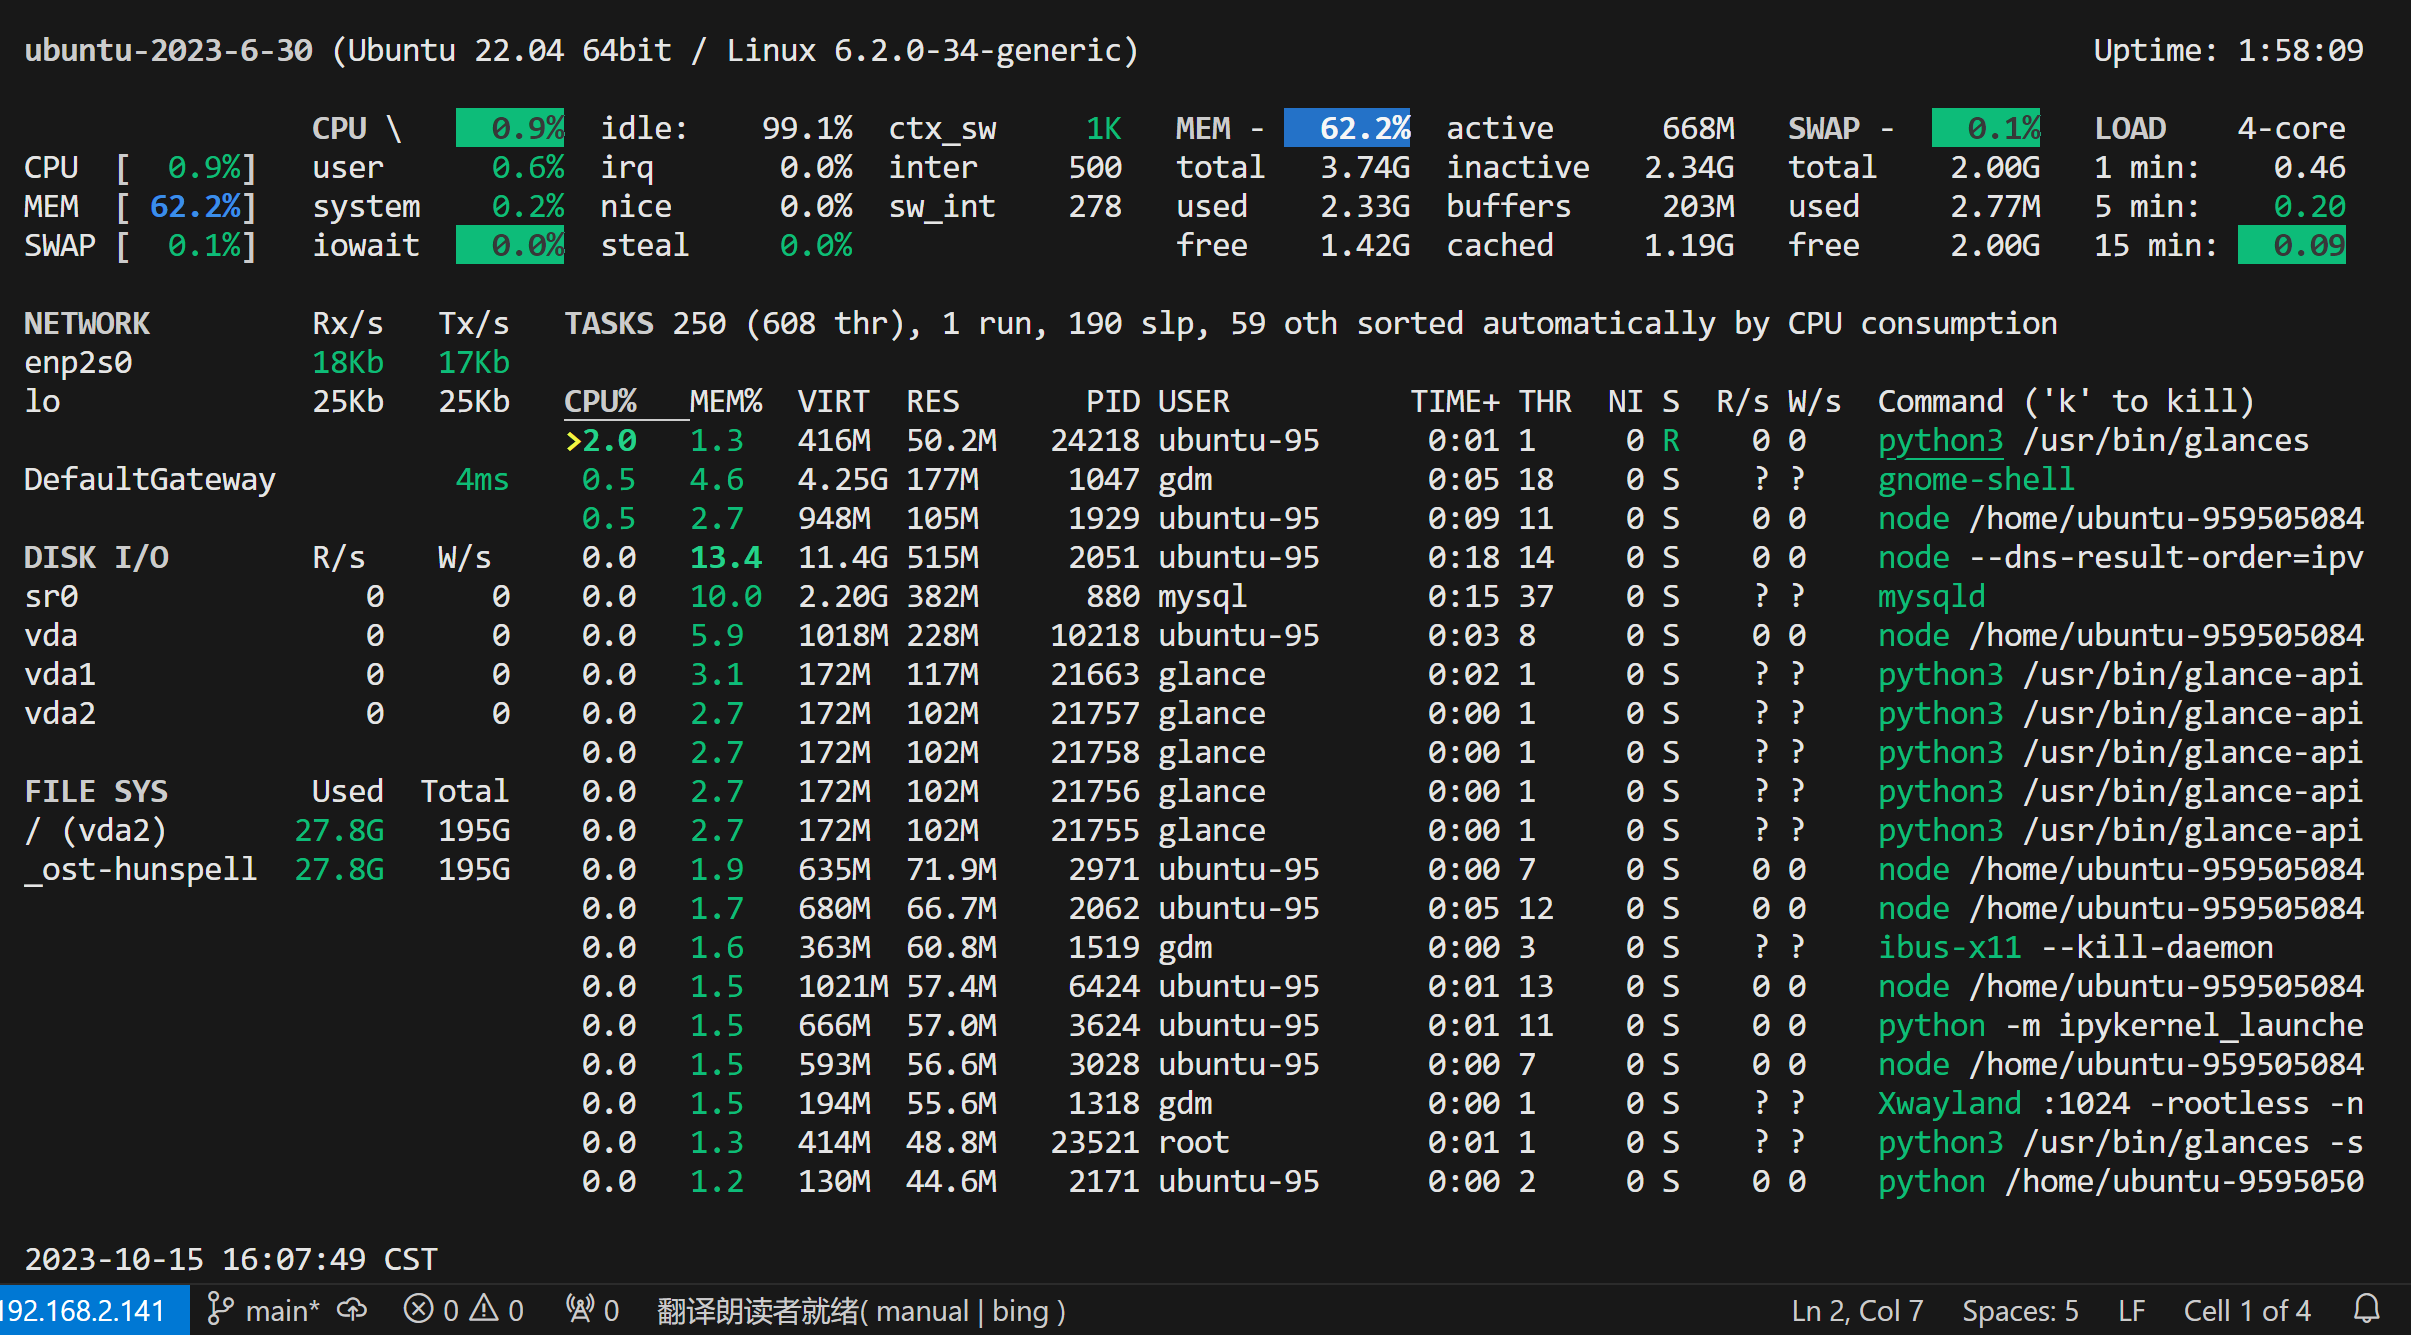 ubuntu-2023-6-30 (Ubuntu 22.04 64bit / Linux 6.2.0-34-generic) Uptime: 1:58:09
CPU \ 0.9% idle: 99.1% ctx_sw 1K MEM - 62.2% active 668M SWAP - 0.1% LOAD 4-core
CPU [ 0.9%] user 0.6% irq 0.0% inter 500 total 3.74G inactive 2.34G total 2.00G 1 min: 0.46
MEM [ 62.2%] system 0.2% nice 0.0% sw_int 278 used 2.33G buffers 203M used 2.77M 5 min: 0.20
SWAP [ 0.1%] iowait 0.0% steal 0.0% free 1.42G cached 1.19G free 2.00G 15 min: 0.09
NETWORK Rx/s Tx/s TASKS 250 (608 thr), 1 run, 190 slp, 59 oth sorted automatically by CPU consumption
enp2s0 18Kb 17Kb
lo 25Kb 25Kb CPU% MEM% VIRT RES PID USER TIME+ THR NI S R/s W/s Command ('k' to kill)
>2.0 1.3 416M 50.2M 24218 ubuntu-95 0:01 1 0 R 0 0 python3 /usr/bin/glances
DefaultGateway 4ms 0.5 4.6 4.25G 177M 1047 gdm 0:05 18 0 S ? ? gnome-shell
0.5 2.7 948M 105M 1929 ubuntu-95 0:09 11 0 S 0 0 node /home/ubuntu-959505084
DISK I/O R/s W/s 0.0 13.4 11.4G 515M 2051 ubuntu-95 0:18 14 0 S 0 0 node --dns-result-order=ipv
sr0 0 0 0.0 10.0 2.20G 382M 880 mysql 0:15 37 0 S ? ? mysqld
vda 0 0 0.0 5.9 1018M 228M 10218 ubuntu-95 0:03 8 0 S 0 0 node /home/ubuntu-959505084
vda1 0 0 0.0 3.1 172M 117M 21663 glance 0:02 1 0 S ? ? python3 /usr/bin/glance-api
vda2 0 0 0.0 2.7 172M 102M 21757 glance 0:00 1 0 S ? ? python3 /usr/bin/glance-api
0.0 2.7 172M 102M 21758 glance 0:00 1 0 S ? ? python3 /usr/bin/glance-api
FILE SYS Used Total 0.0 2.7 172M 102M 21756 glance 0:00 1 0 S ? ? python3 /usr/bin/glance-api
/ (vda2) 27.8G 195G 0.0 2.7 172M 102M 21755 glance 0:00 1 0 S ? ? python3 /usr/bin/glance-api
_ost-hunspell 27.8G 195G 0.0 1.9 635M 71.9M 2971 ubuntu-95 0:00 7 0 S 0 0 node /home/ubuntu-959505084
0.0 1.7 680M 66.7M 2062 ubuntu-95 0:05 12 0 S 0 0 node /home/ubuntu-959505084
0.0 1.6 363M 60.8M 1519 gdm 0:00 3 0 S ? ? ibus-x11 --kill-daemon
0.0 1.5 1021M 57.4M 6424 ubuntu-95 0:01 13 0 S 0 0 node /home/ubuntu-959505084
0.0 1.5 666M 57.0M 3624 ubuntu-95 0:01 11 0 S 0 0 python -m ipykernel_launche
0.0 1.5 593M 56.6M 3028 ubuntu-95 0:00 7 0 S 0 0 node /home/ubuntu-959505084
0.0 1.5 194M 55.6M 1318 gdm 0:00 1 0 S ? ? Xwayland :1024 -rootless -n
0.0 1.3 414M 48.8M 23521 root 0:01 1 0 S ? ? python3 /usr/bin/glances -s
0.0 1.2 130M 44.6M 2171 ubuntu-95 0:00 2 0 S 0 0 python /home/ubuntu-9595050
2023-10-15 16:07:49 CST
192.168.2.141 main* 0 0 0 翻译朗读者就绪( manual | bing ) Ln 2, Col 7 Spaces: 5 LF Cell 1 of 4